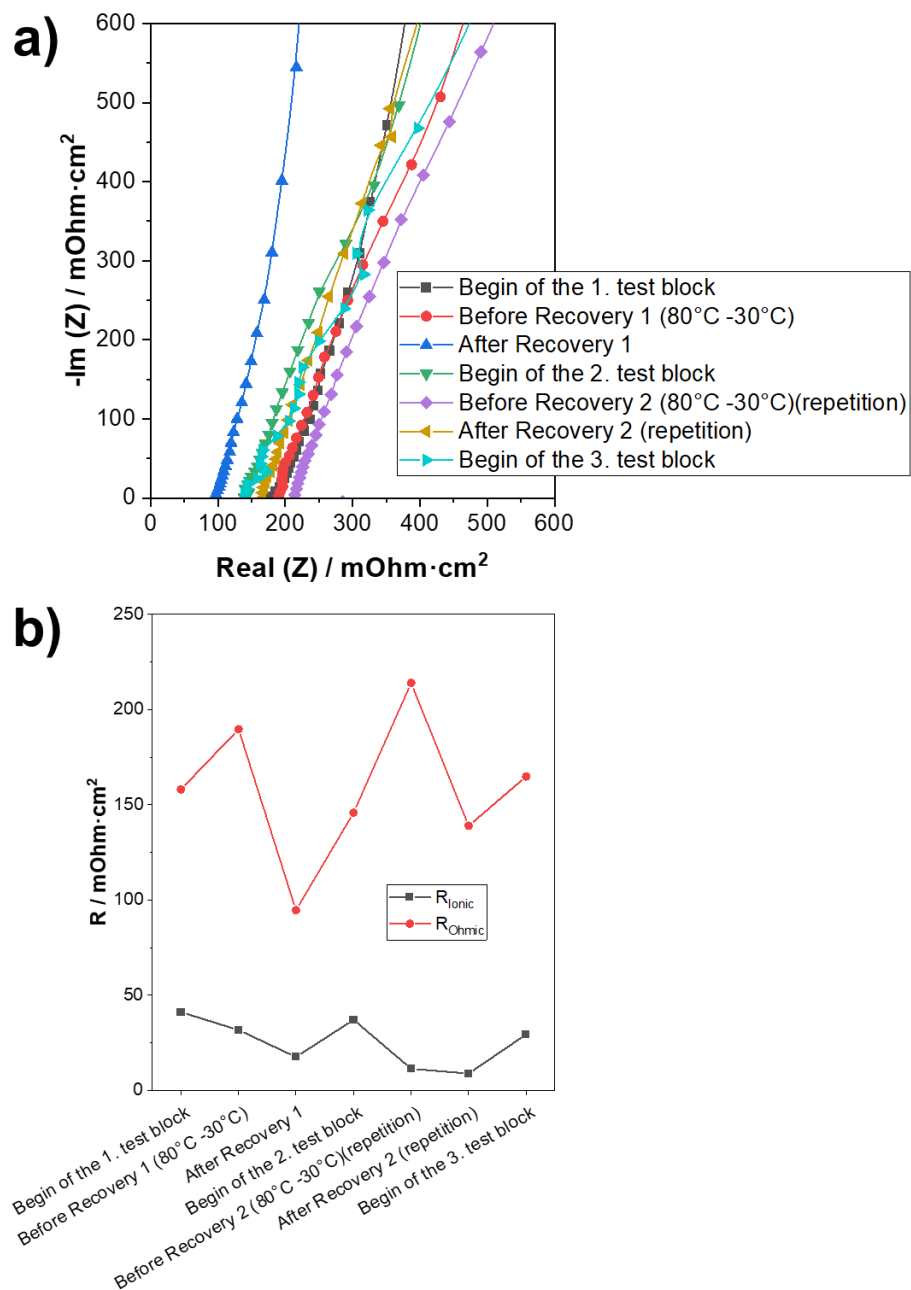 a)
600
500
400
300
200
100
0
-Im (Z) / mOhm·cm²
0 100 200 300 400 500 600
Real (Z) / mOhm·cm²
Begin of the 1. test block
Before Recovery 1 (80°C -30°C)
After Recovery 1
Begin of the 2. test block
Before Recovery 2 (80°C -30°C)(repetition)
After Recovery 2 (repetition)
Begin of the 3. test block
b)
250
200
150
100
50
0
R / mOhm·cm²
R_Ionic
R_Ohmic
Begin of the 1. test block
Before Recovery 1 (80°C -30°C)
After Recovery 1
Begin of the 2. test block
Before Recovery 2 (80°C -30°C)(repetition)
After Recovery 2 (repetition)
Begin of the 3. test block